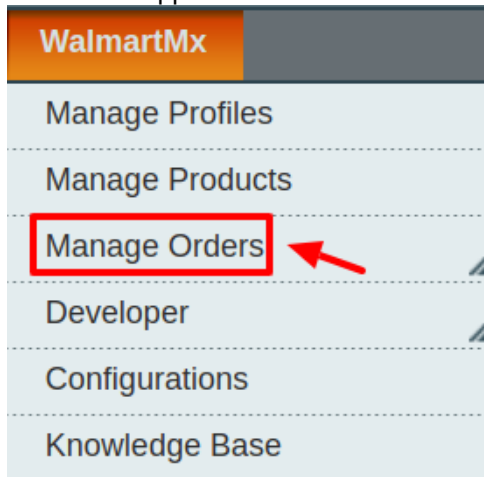 WalmartMx
Manage Profiles
Manage Products
Manage Orders
Developer
Configurations
Knowledge Base